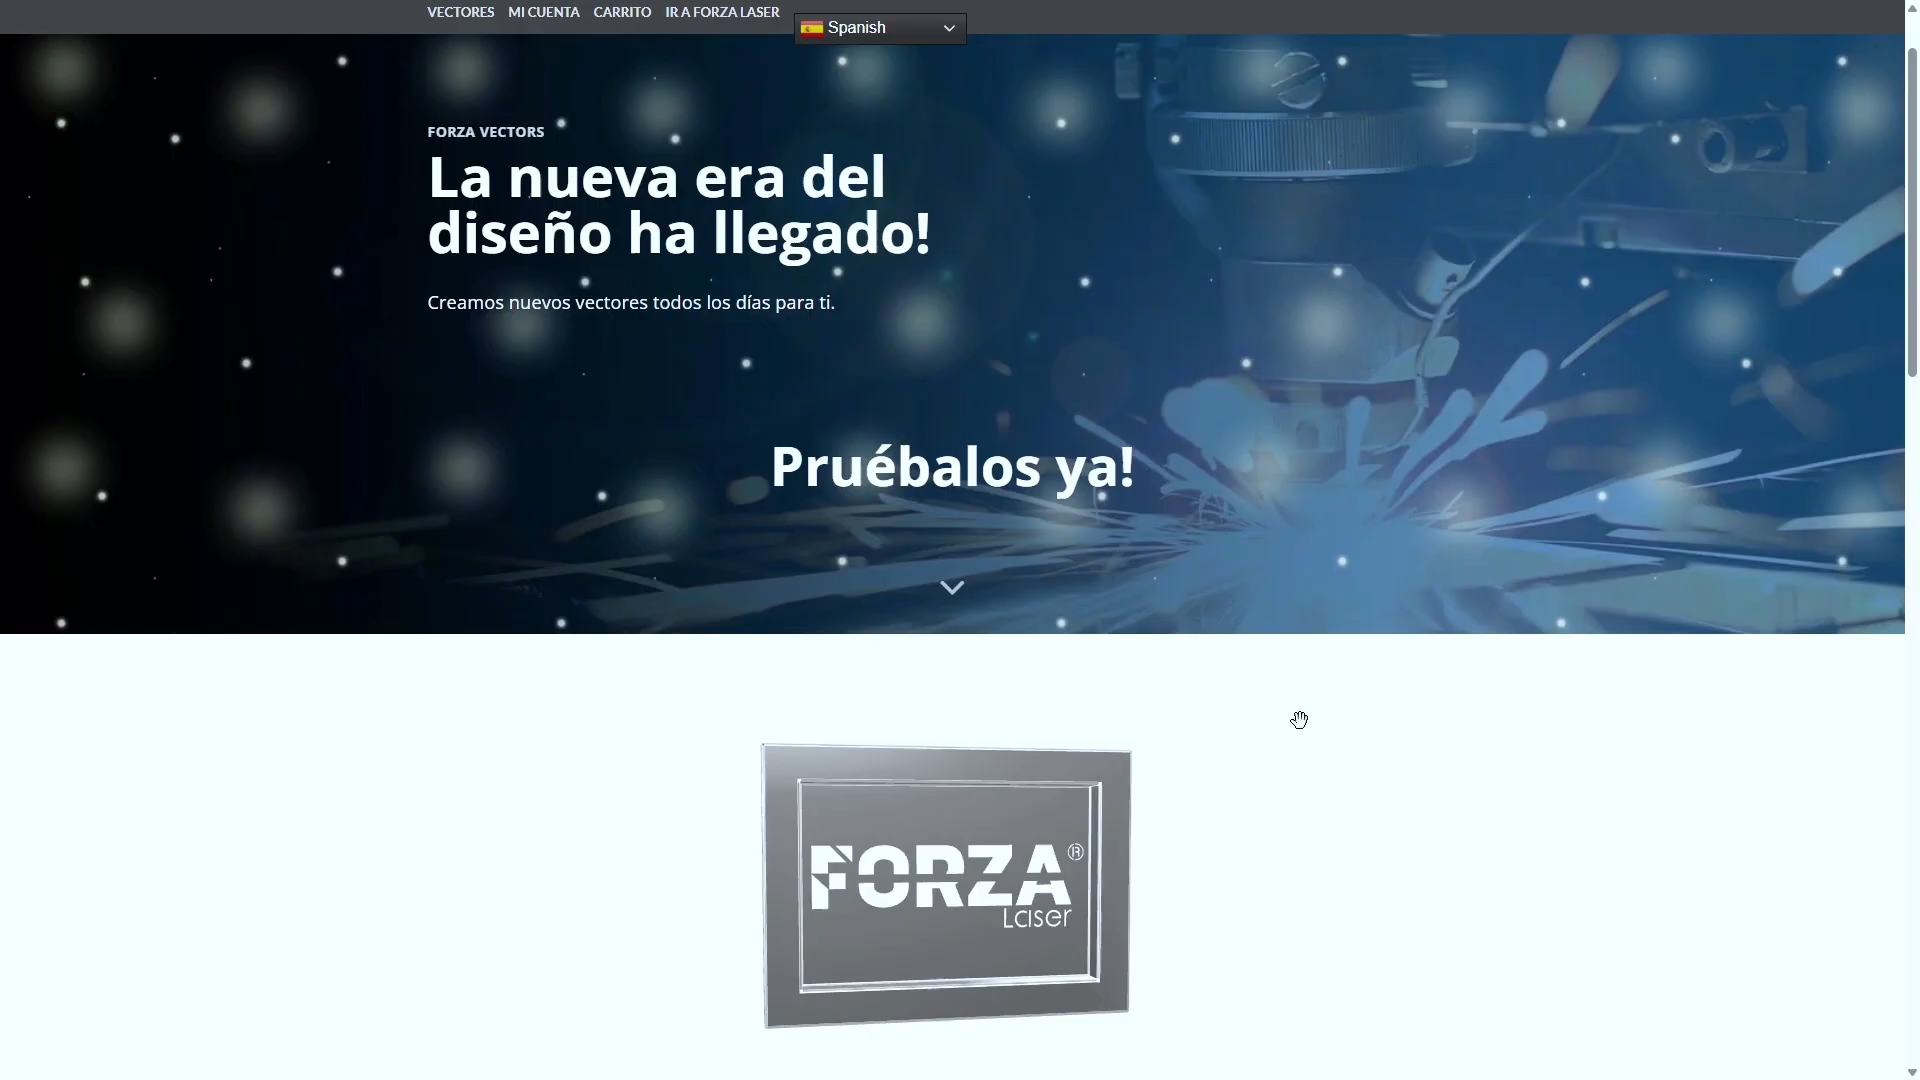 VECTORES MI CUENTA CARRITO IR A FORZA LASER
Spanish
FORZA VECTORS
La nueva era del
diseño ha llegado!
Creamos nuevos vectores todos los días para ti.
Pruébalos ya!
FORZA®
Laser